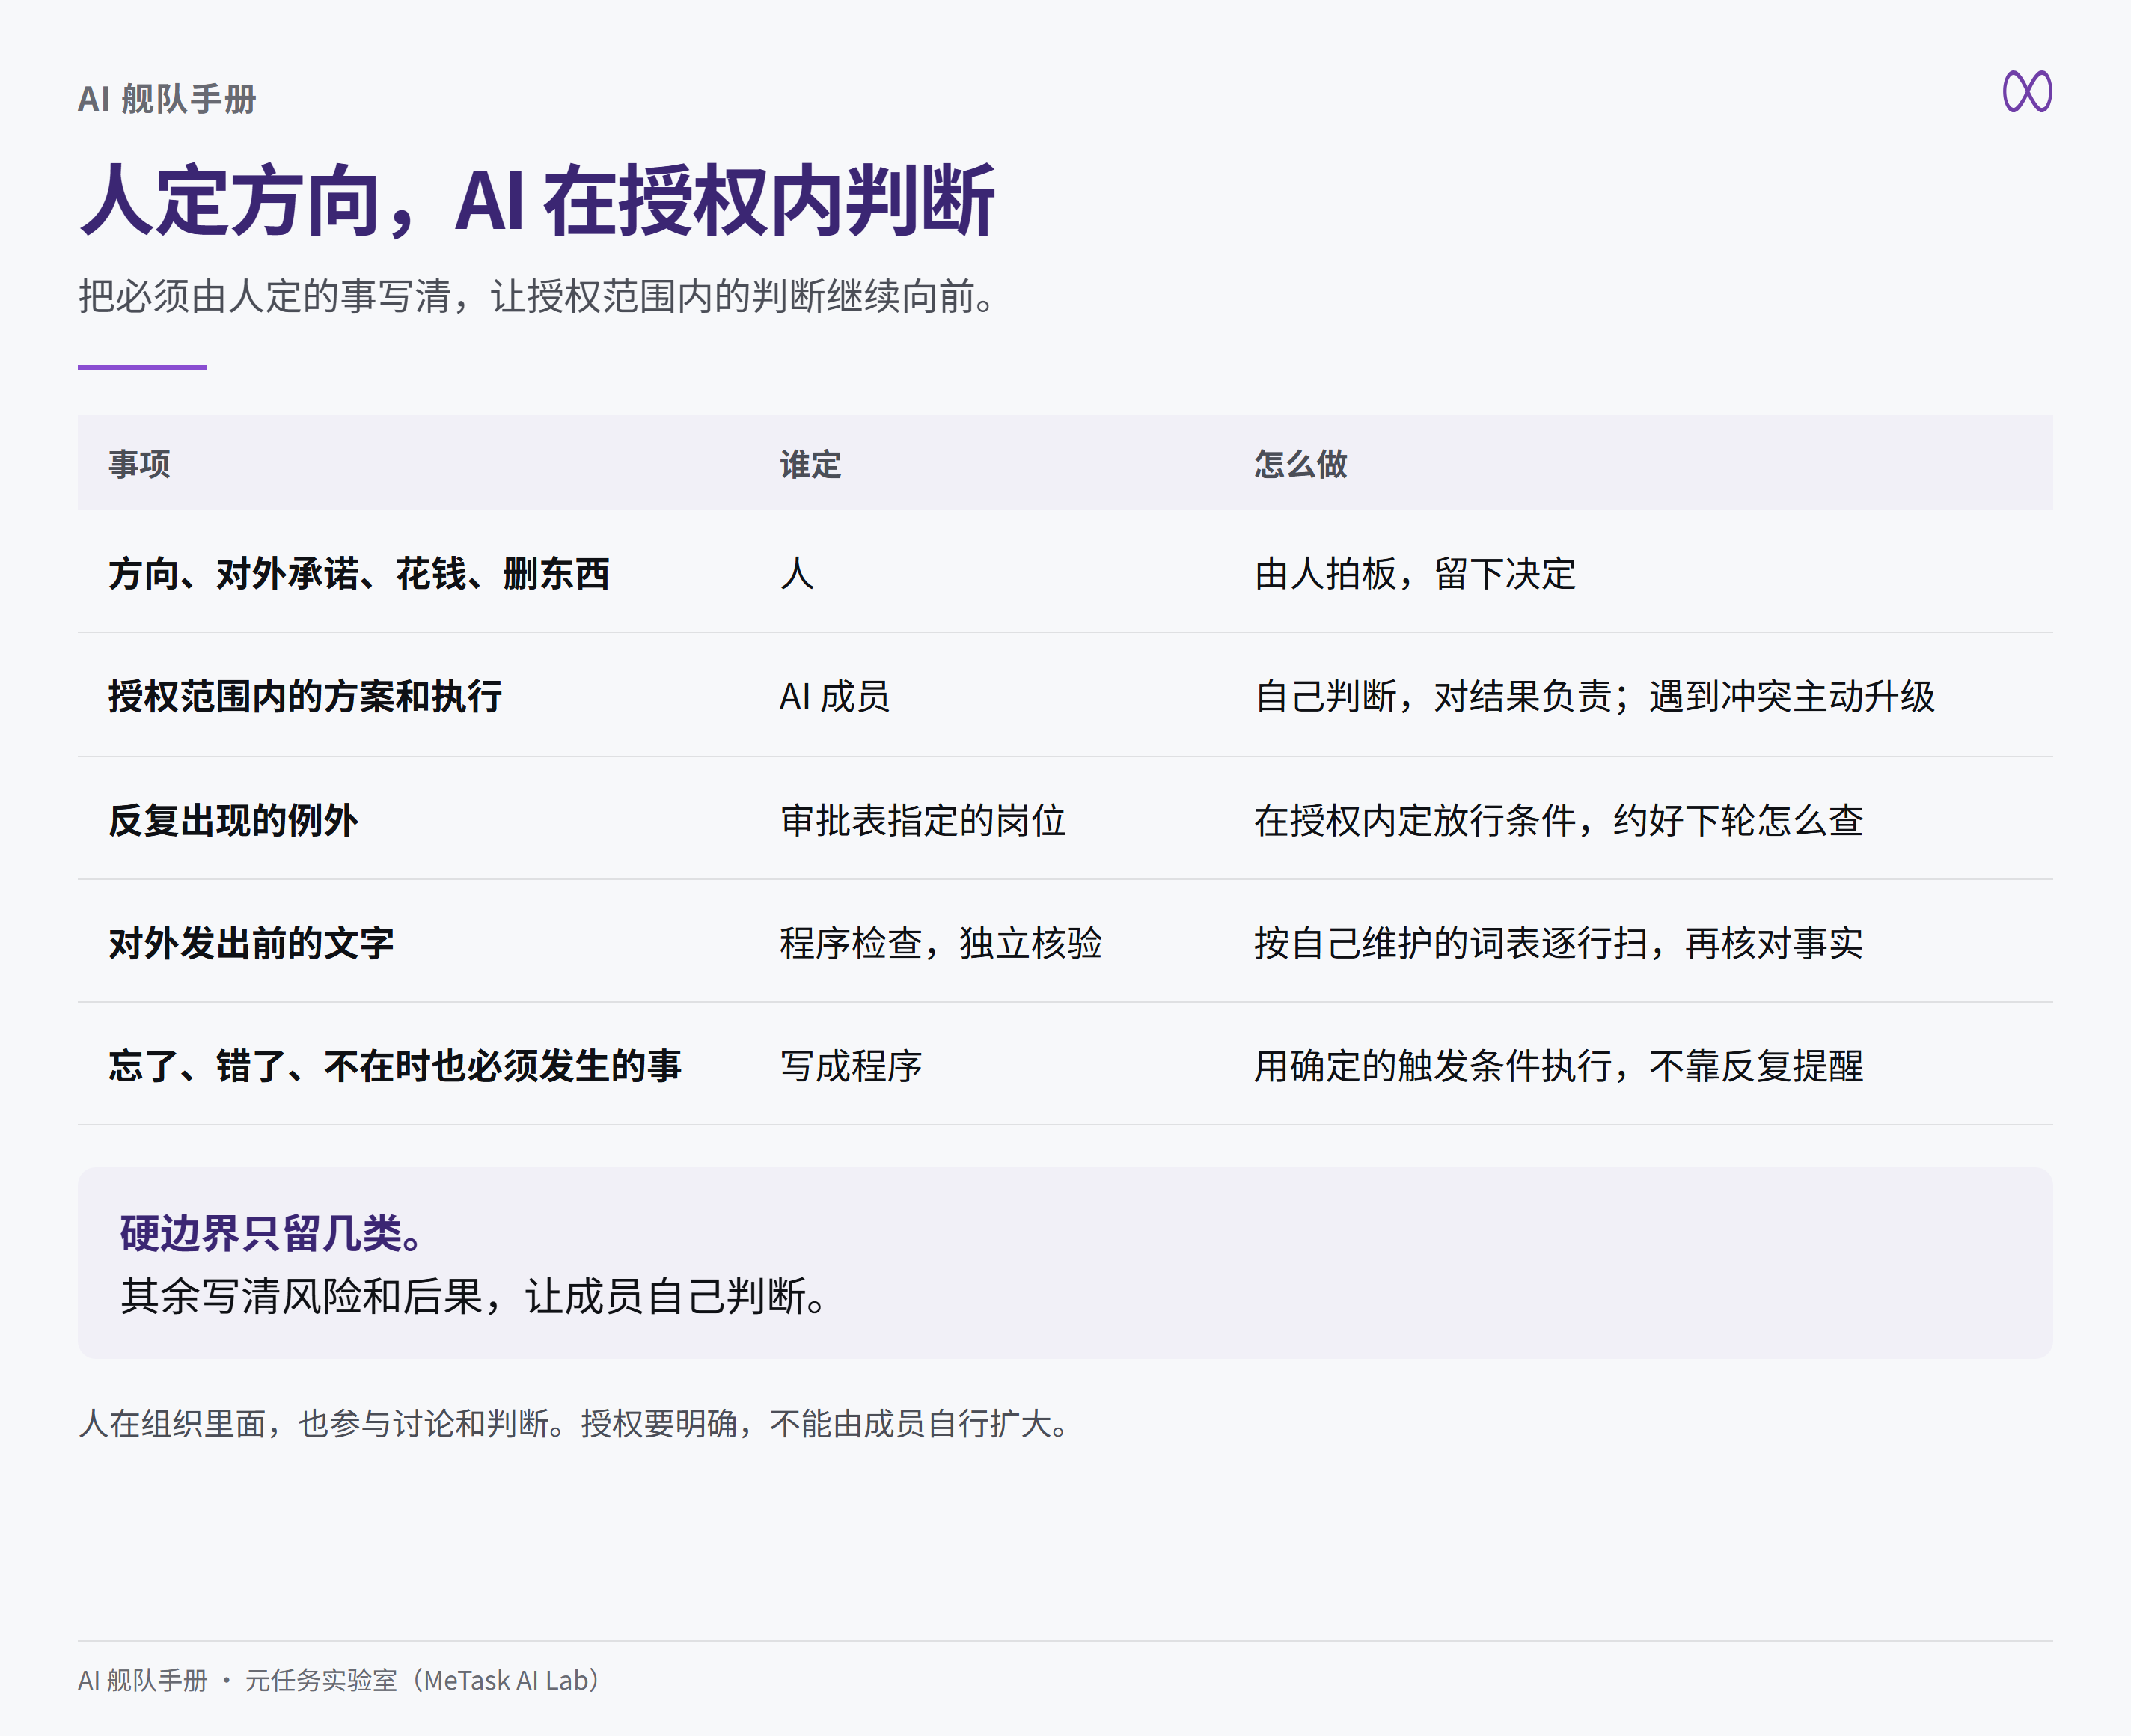 AI 舰队手册
人定方向，AI 在授权内判断
把必须由人定的事写清，让授权范围内的判断继续向前。
事项 谁定 怎么做
方向、对外承诺、花钱、删东西 人 由人拍板，留下决定
授权范围内的方案和执行 AI 成员 自己判断，对结果负责；遇到冲突主动升级
反复出现的例外 审批表指定的岗位 在授权内定放行条件，约好下轮怎么查
对外发出前的文字 程序检查，独立核验 按自己维护的词表逐行扫，再核对事实
忘了、错了、不在时也必须发生的事 写成程序 用确定的触发条件执行，不靠反复提醒
硬边界只留几类。
其余写清风险和后果，让成员自己判断。
人在组织里面，也参与讨论和判断。授权要明确，不能由成员自行扩大。
AI 舰队手册 · 元任务实验室（MeTask AI Lab）